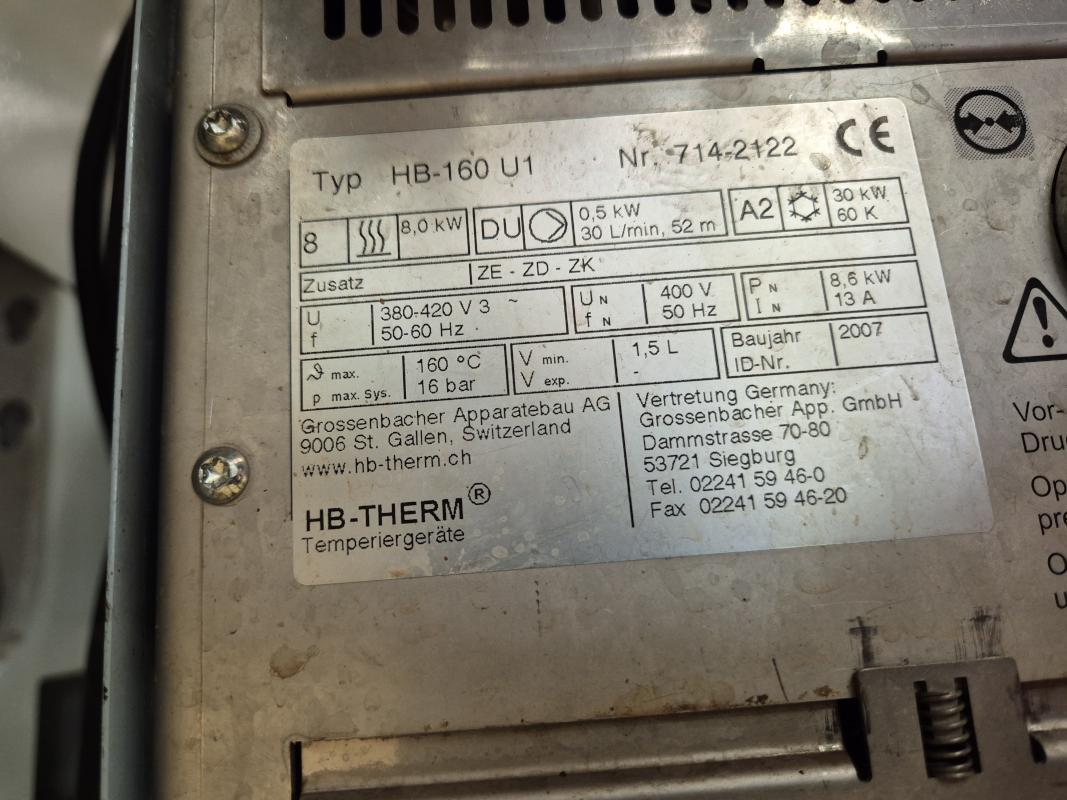 Typ HB-160 U1 Nr. 714-2122 CE
8 8,0 kW DU 0,5 kW 30 L/min, 52 m A2 30 kW 60 K
Zusatz ZE - ZD - ZK
U 380-420 V 3 ~ U N 400 V P N 8,6 kW
f 50-60 Hz f N 50 Hz I N 13 A
ϑ max. 160 °C V min. 1,5 L Baujahr 2007
p max. Sys. 16 bar V exp. - ID-Nr.
Grossenbacher Apparatebau AG
9006 St. Gallen, Switzerland
www.hb-therm.ch
HB-THERM®
Temperiergeräte
Vertretung Germany:
Grossenbacher App. GmbH
Dammstrasse 70-80
53721 Siegburg
Tel. 02241 59 46-0
Fax 02241 59 46-20
Vor-